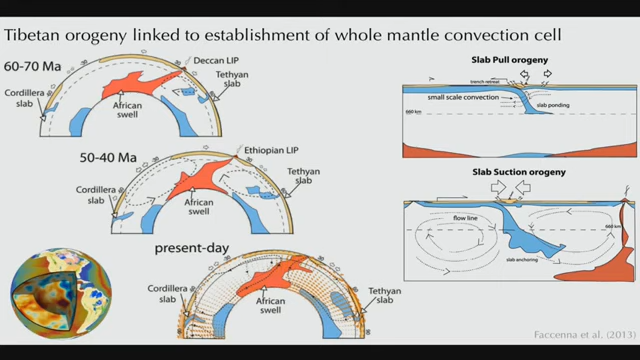 Tibetan orogeny linked to establishment of whole mantle convection cell
60-70 Ma
Deccan LIP
Cordillera slab
Tethyan slab
African swell
50-40 Ma
Ethiopian LIP
Cordillera slab
Tethyan slab
African swell
present-day
Cordillera slab
Tethyan slab
African swell
Slab Pull orogeny
trench retreat
small scale convection
slab ponding
660 km
Slab Suction orogeny
flow line
660 km
slab anchoring
Faccenna et al. (2013)